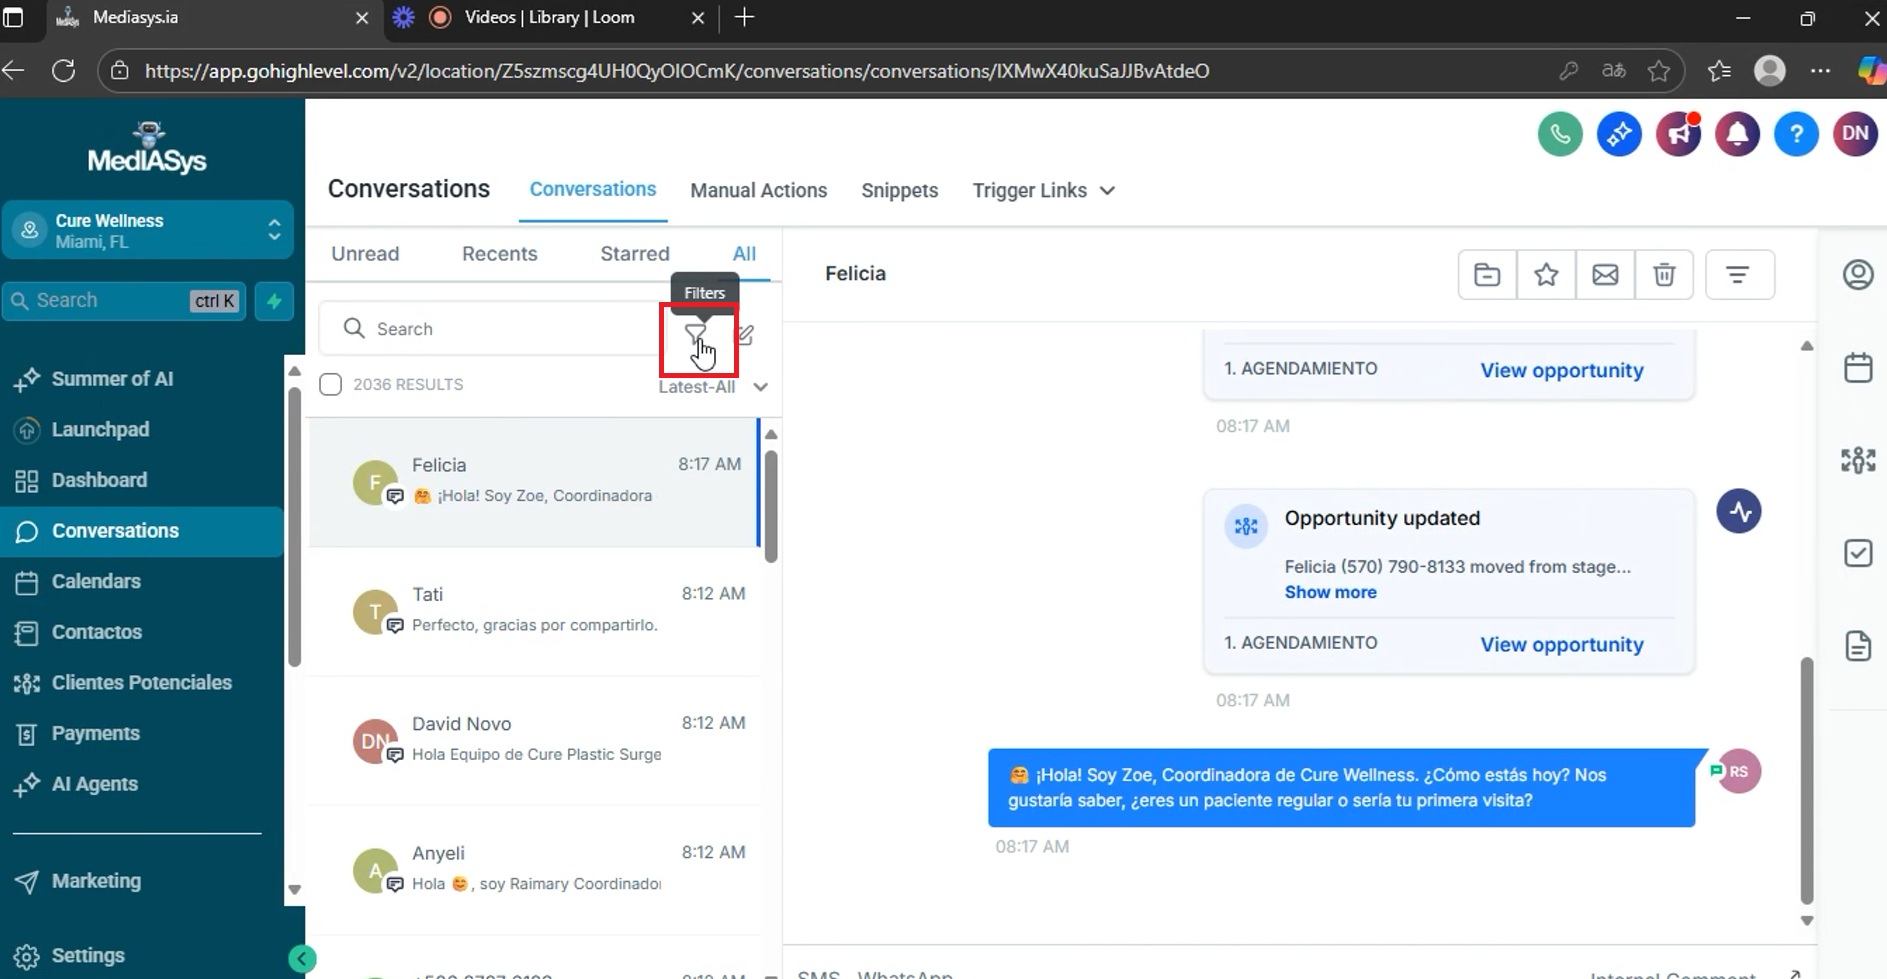 Mediasys.ia
Videos | Library | Loom
https://app.gohighlevel.com/v2/location/Z5szmscg4UH0QyOIOCmK/conversations/conversations/IXMwX40kuSaJJBvAtdeO
MedIASys
Cure Wellness
Miami, FL
Search
ctrl K
Summer of AI
Launchpad
Dashboard
Conversations
Calendars
Contactos
Clientes Potenciales
Payments
AI Agents
Marketing
Settings
DN
Conversations
Conversations
Manual Actions
Snippets
Trigger Links
Unread
Recents
Starred
All
Filters
Search
2036 RESULTS
Latest-All
F
Felicia
8:17 AM
🤗 ¡Hola! Soy Zoe, Coordinadora
T
Tati
8:12 AM
Perfecto, gracias por compartirlo.
DN
David Novo
8:12 AM
Hola Equipo de Cure Plastic Surge
A
Anyeli
8:12 AM
Hola 😊, soy Raimary Coordinador
Felicia
1. AGENDAMIENTO
View opportunity
08:17 AM
Opportunity updated
Felicia (570) 790-8133 moved from stage...
Show more
1. AGENDAMIENTO
View opportunity
08:17 AM
🤗 ¡Hola! Soy Zoe, Coordinadora de Cure Wellness. ¿Cómo estás hoy? Nos
gustaría saber, ¿eres un paciente regular o sería tu primera visita?
RS
08:17 AM
SMS
WhatsApp
Internal Comment